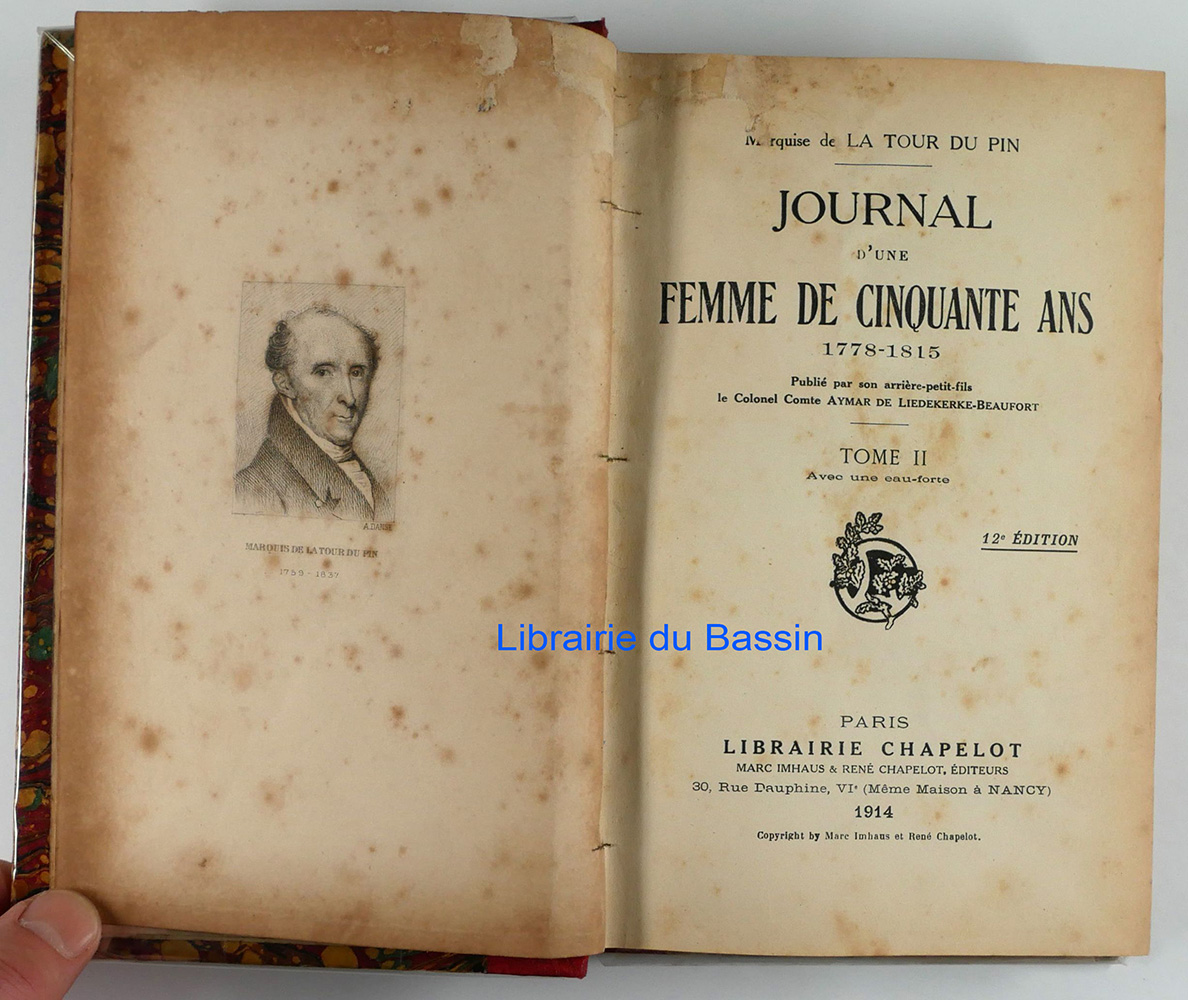 A. DANSE
MARQUIS DE LA TOUR DU PIN
1759 - 1837
Marquise de LA TOUR DU PIN
JOURNAL
D'UNE
FEMME DE CINQUANTE ANS
1778-1815
Publié par son arrière-petit-fils
le Colonel Comte AYMAR DE LIEDEKERKE-BEAUFORT
TOME II
Avec une eau-forte
12e ÉDITION
Librairie du Bassin
PARIS
LIBRAIRIE CHAPELOT
MARC IMHAUS & RENÉ CHAPELOT, ÉDITEURS
30, Rue Dauphine, VIe (Même Maison à NANCY)
1914
Copyright by Marc Imhaus et René Chapelot.